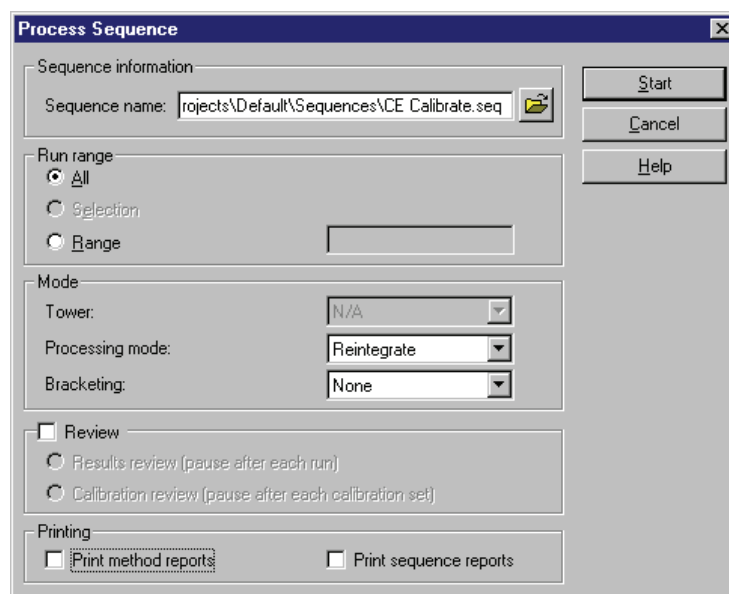 Process Sequence
Sequence information
Sequence name: rojects\Default\Sequences\CE Calibrate.seq
Start
Cancel
Help
Run range
All
Selection
Range
Mode
Tower: N/A
Processing mode: Reintegrate
Bracketing: None
Review
Results review (pause after each run)
Calibration review (pause after each calibration set)
Printing
Print method reports Print sequence reports